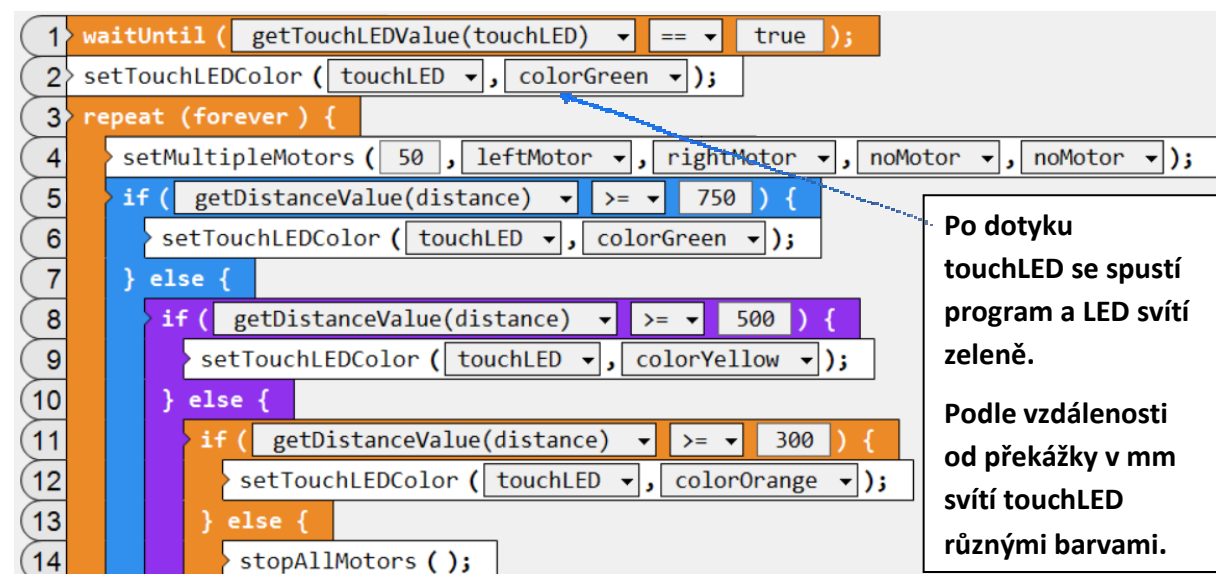 1 waitUntil ( getTouchLEDValue(touchLED) == true );
2 setTouchLEDColor ( touchLED , colorGreen );
3 repeat (forever ) {
4 setMultipleMotors ( 50 , leftMotor , rightMotor , noMotor , noMotor );
5 if ( getDistanceValue(distance) >= 750 ) {
6 setTouchLEDColor ( touchLED , colorGreen );
7 } else {
8 if ( getDistanceValue(distance) >= 500 ) {
9 setTouchLEDColor ( touchLED , colorYellow );
10 } else {
11 if ( getDistanceValue(distance) >= 300 ) {
12 setTouchLEDColor ( touchLED , colorOrange );
13 } else {
14 stopAllMotors ( );
Po dotyku
touchLED se spustí
program a LED svítí
zeleně.
Podle vzdálenosti
od překážky v mm
svítí touchLED
různými barvami.